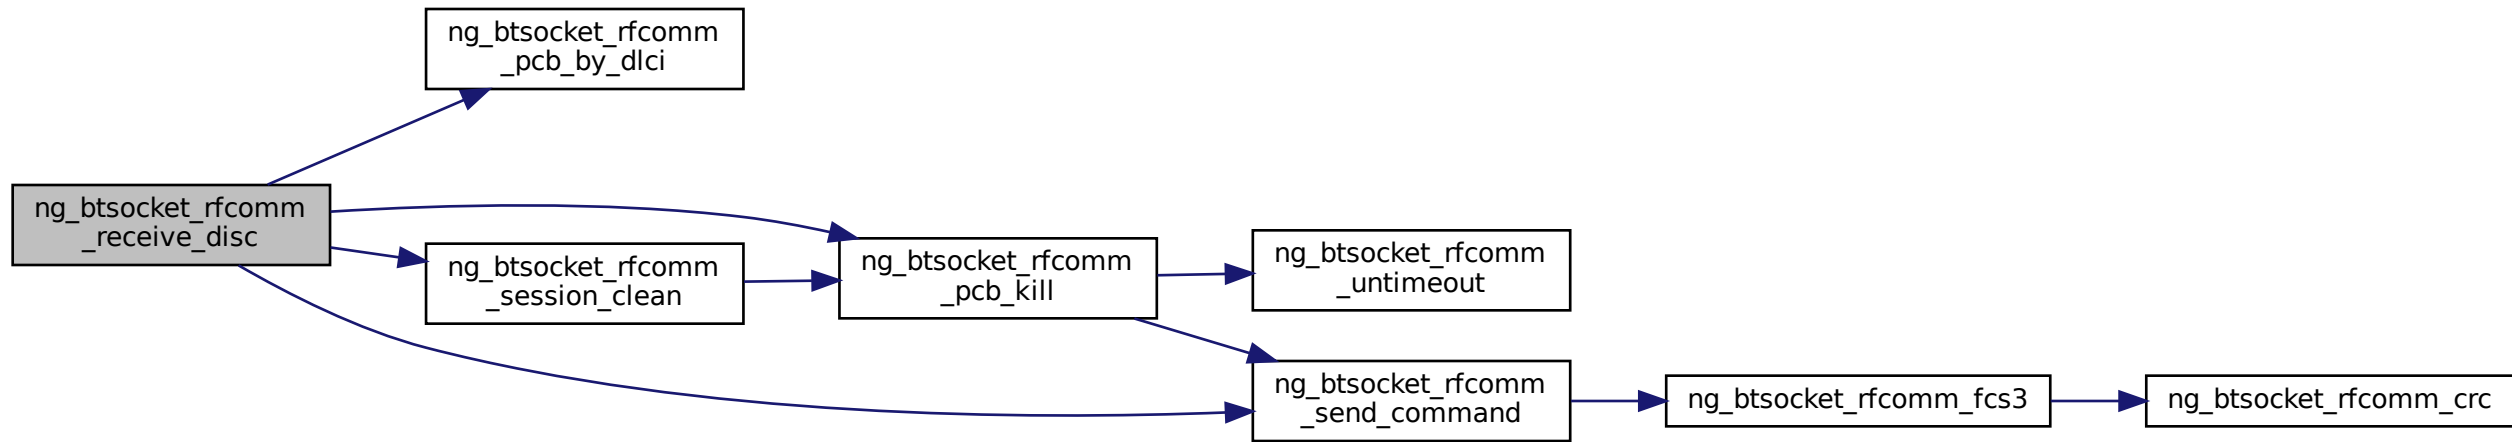 ng_btsocket_rfcomm
_receive_disc
ng_btsocket_rfcomm
_pcb_by_dlci
ng_btsocket_rfcomm
_session_clean
ng_btsocket_rfcomm
_pcb_kill
ng_btsocket_rfcomm
_untimeout
ng_btsocket_rfcomm
_send_command
ng_btsocket_rfcomm_fcs3
ng_btsocket_rfcomm_crc